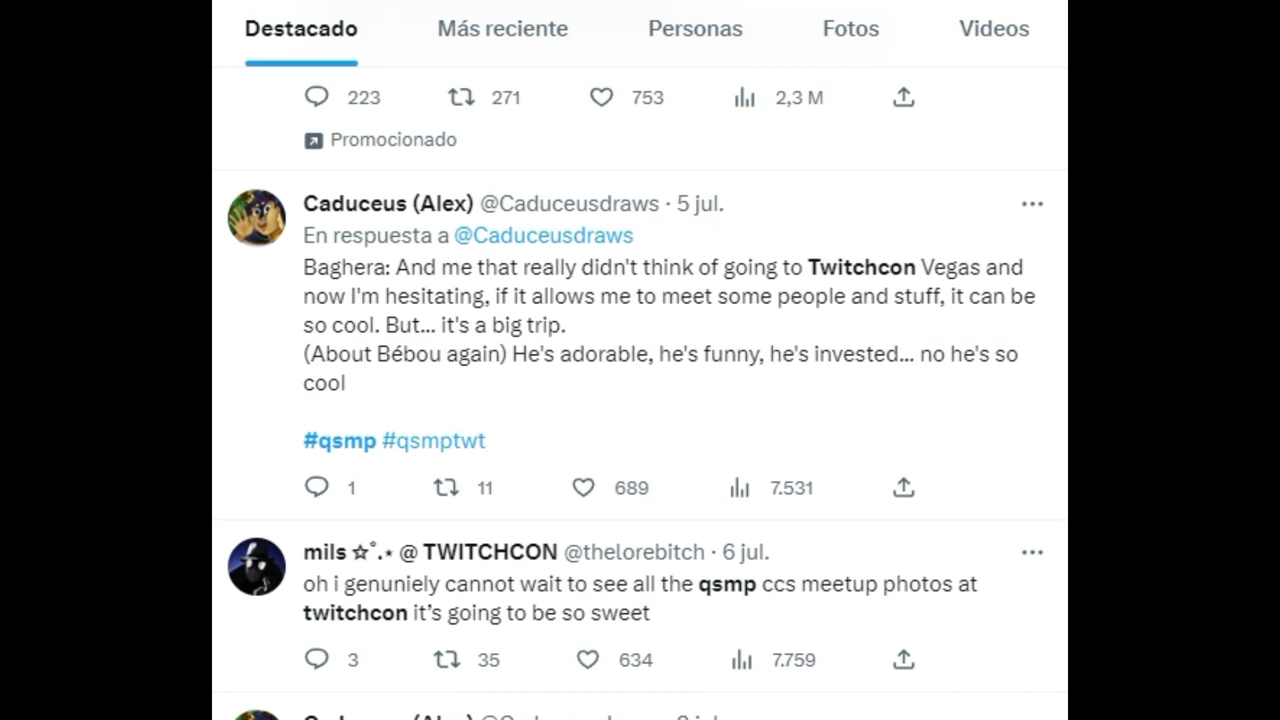 Destacado Más reciente Personas Fotos Videos
223 271 753 2,3 M
Promocionado
Caduceus (Alex) @Caduceusdraws · 5 jul.
En respuesta a @Caduceusdraws
Baghera: And me that really didn't think of going to Twitchcon Vegas and
now I'm hesitating, if it allows me to meet some people and stuff, it can be
so cool. But... it's a big trip.
(About Bébou again) He's adorable, he's funny, he's invested... no he's so
cool
#qsmp #qsmptwt
1 11 689 7.531
mils ☆˚.⋆ @ TWITCHCON @thelorebitch · 6 jul.
oh i genuniely cannot wait to see all the qsmp ccs meetup photos at
twitchcon it’s going to be so sweet
3 35 634 7.759